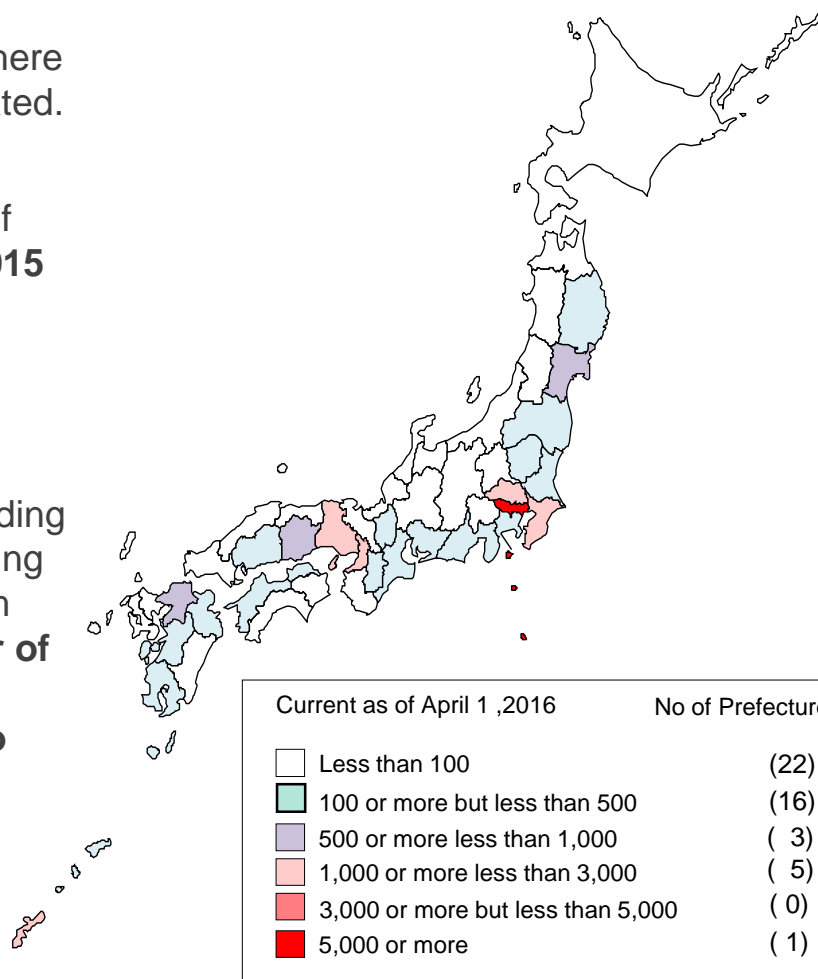 here
ted.
of
015
ding
ing
n
r of
o
Current as of April 1 ,2016 No of Prefecture
Less than 100 (22)
100 or more but less than 500 (16)
500 or more less than 1,000 ( 3)
1,000 or more less than 3,000 ( 5)
3,000 or more but less than 5,000 ( 0)
5,000 or more ( 1)